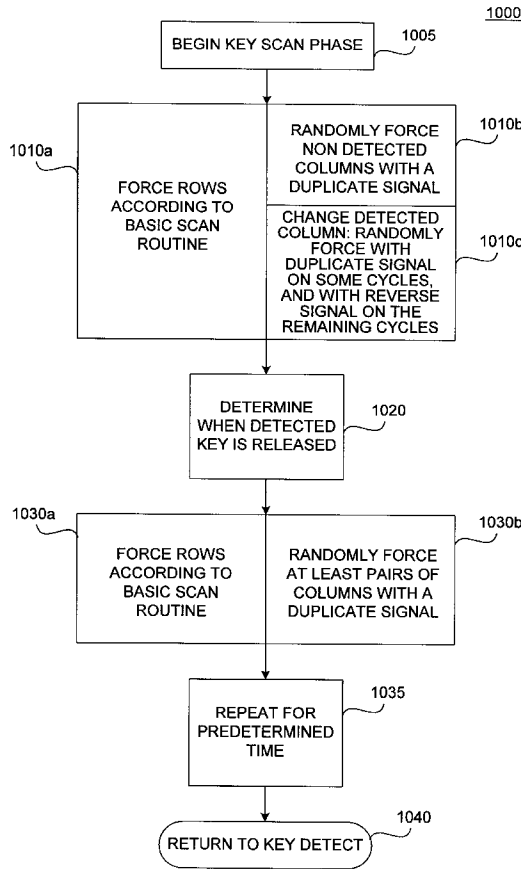 1000
BEGIN KEY SCAN PHASE
1005
1010a
FORCE ROWS
ACCORDING TO
BASIC SCAN
ROUTINE
RANDOMLY FORCE
NON DETECTED
COLUMNS WITH A
DUPLICATE SIGNAL
1010b
CHANGE DETECTED
COLUMN: RANDOMLY
FORCE WITH
DUPLICATE SIGNAL
ON SOME CYCLES,
AND WITH REVERSE
SIGNAL ON THE
REMAINING CYCLES
1010c
DETERMINE
WHEN DETECTED
KEY IS RELEASED
1020
1030a
FORCE ROWS
ACCORDING TO
BASIC SCAN
ROUTINE
RANDOMLY FORCE
AT LEAST PAIRS OF
COLUMNS WITH A
DUPLICATE SIGNAL
1030b
REPEAT FOR
PREDETERMINED
TIME
1035
RETURN TO KEY DETECT
1040